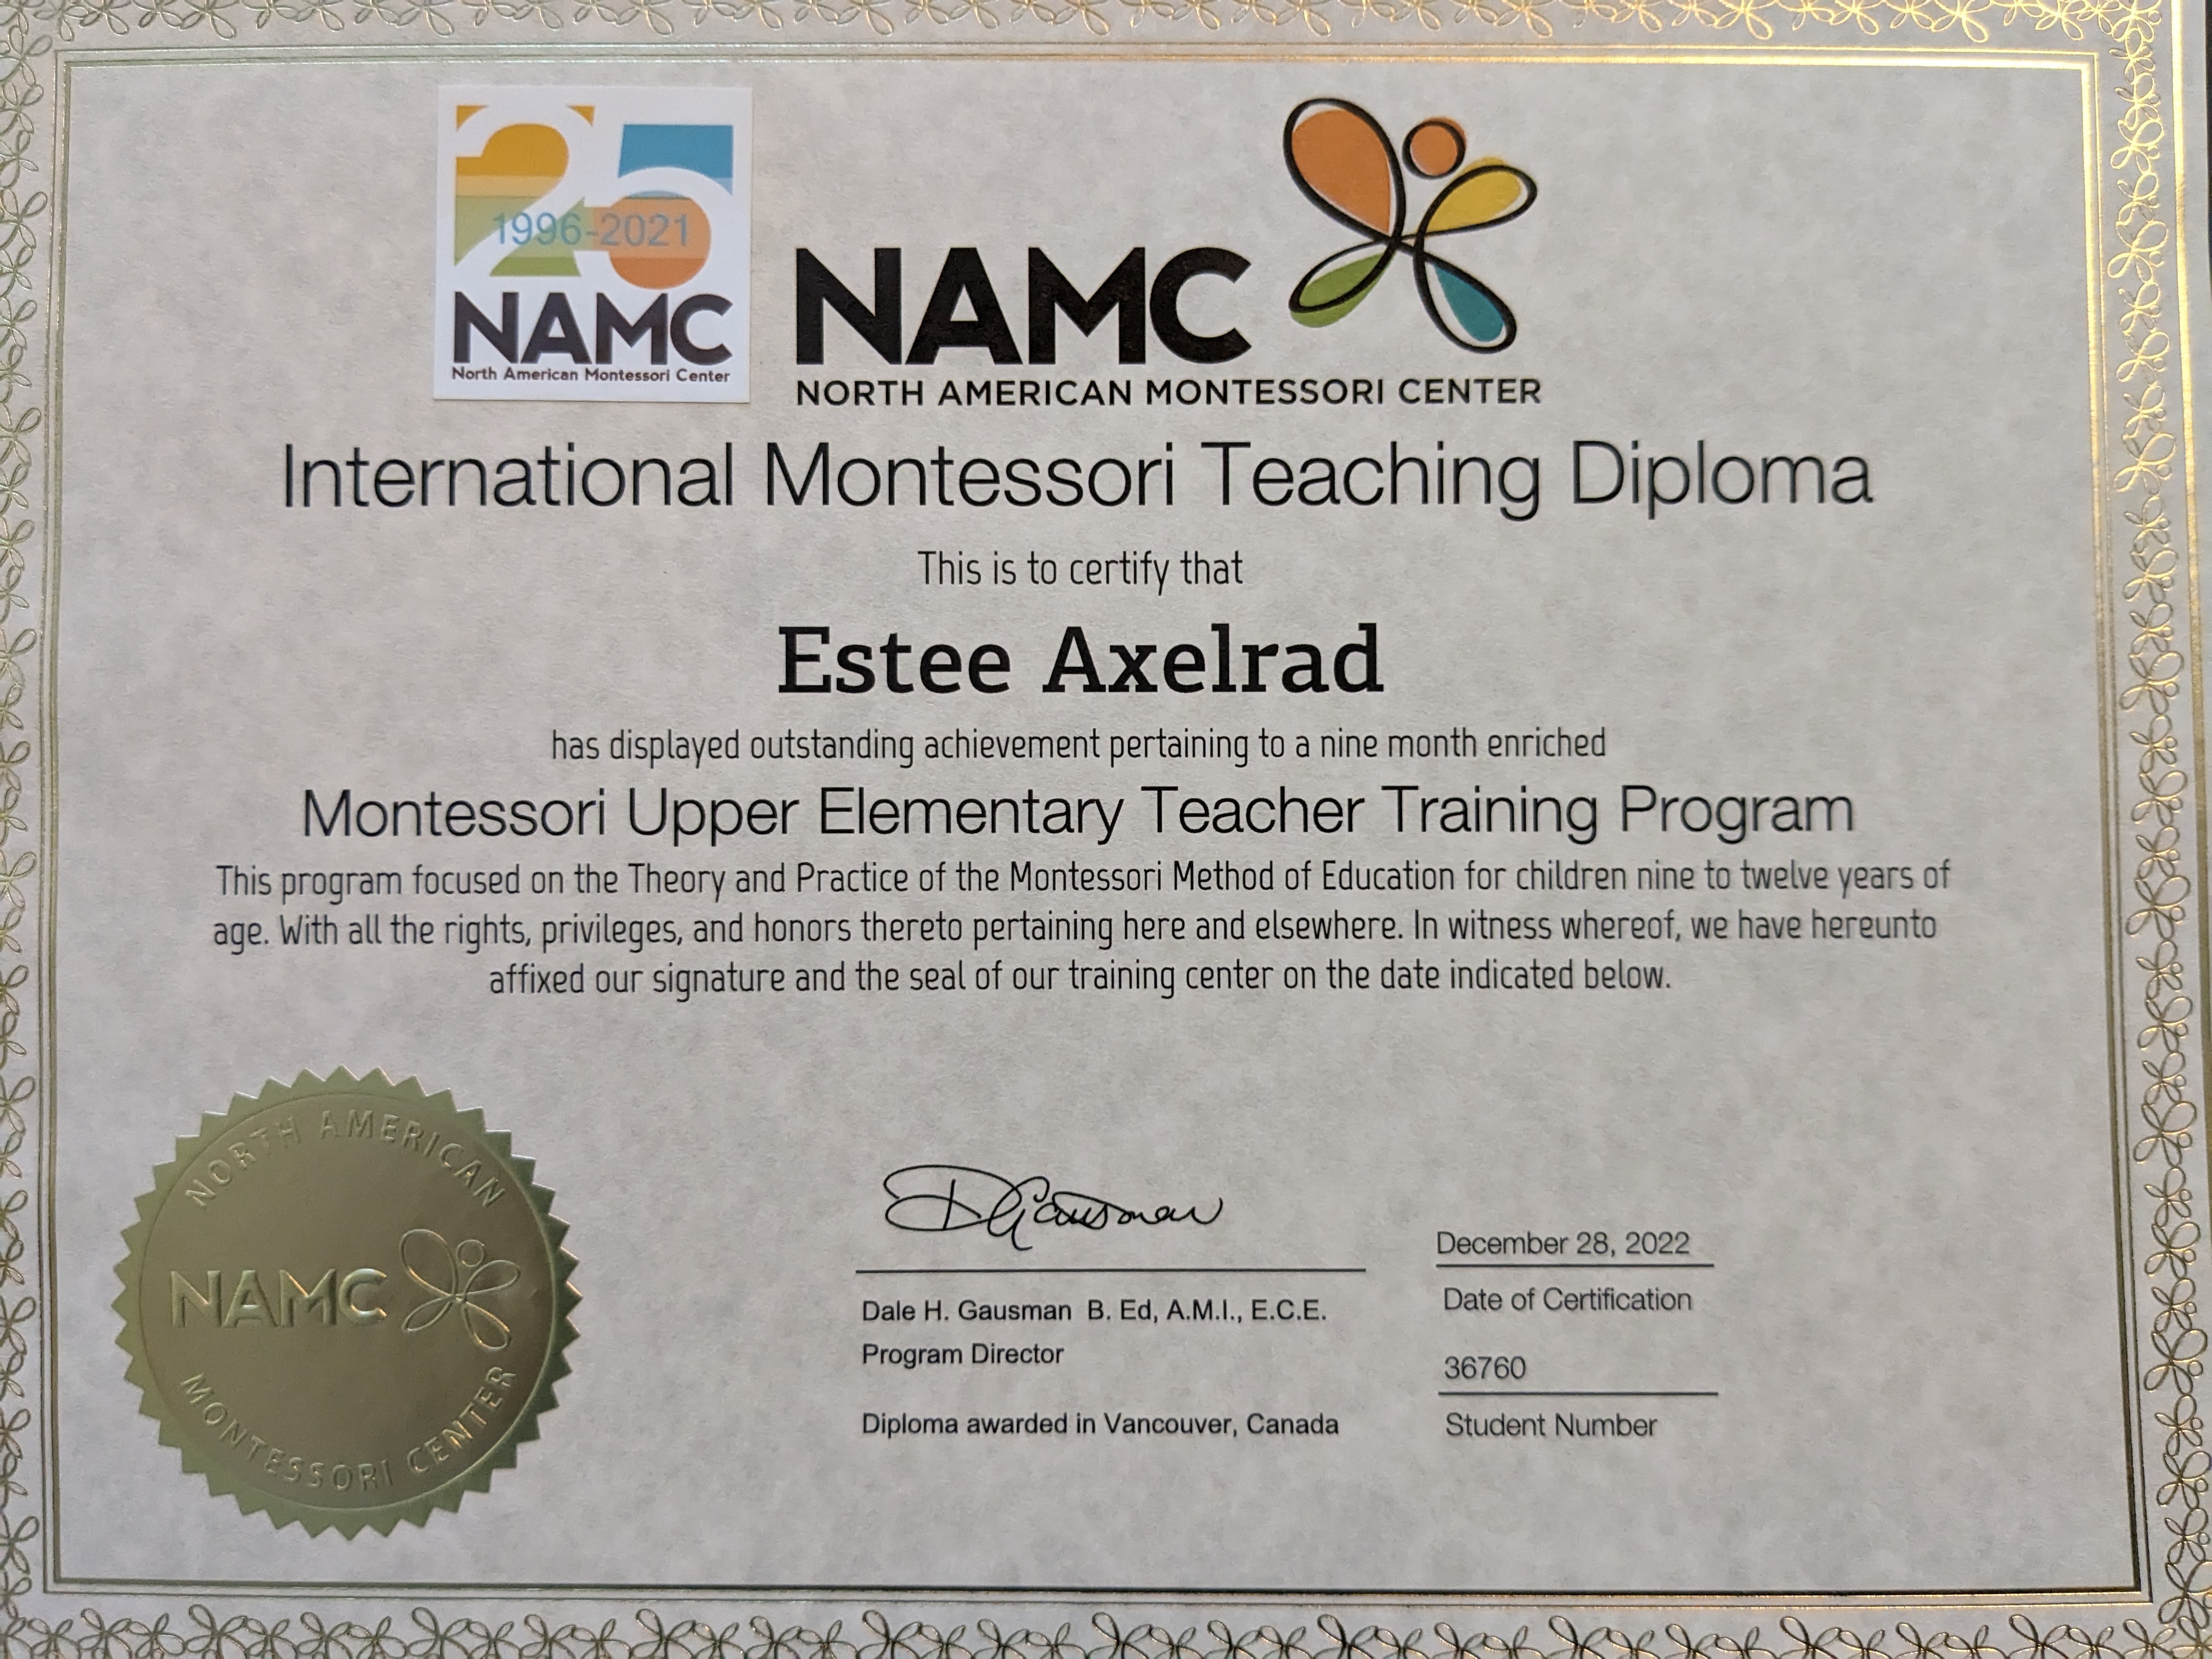 25
1996-2021
NAMC
North American Montessori Center
NAMC
NORTH AMERICAN MONTESSORI CENTER
International Montessori Teaching Diploma
This is to certify that
Estee Axelrad
has displayed outstanding achievement pertaining to a nine month enriched
Montessori Upper Elementary Teacher Training Program
This program focused on the Theory and Practice of the Montessori Method of Education for children nine to twelve years of
age. With all the rights, privileges, and honors thereto pertaining here and elsewhere. In witness whereof, we have hereunto
affixed our signature and the seal of our training center on the date indicated below.
NORTH AMERICAN
NAMC
MONTESSORI CENTER
DGausman
Dale H. Gausman B. Ed, A.M.I., E.C.E.
Program Director
Diploma awarded in Vancouver, Canada
December 28, 2022
Date of Certification
36760
Student Number